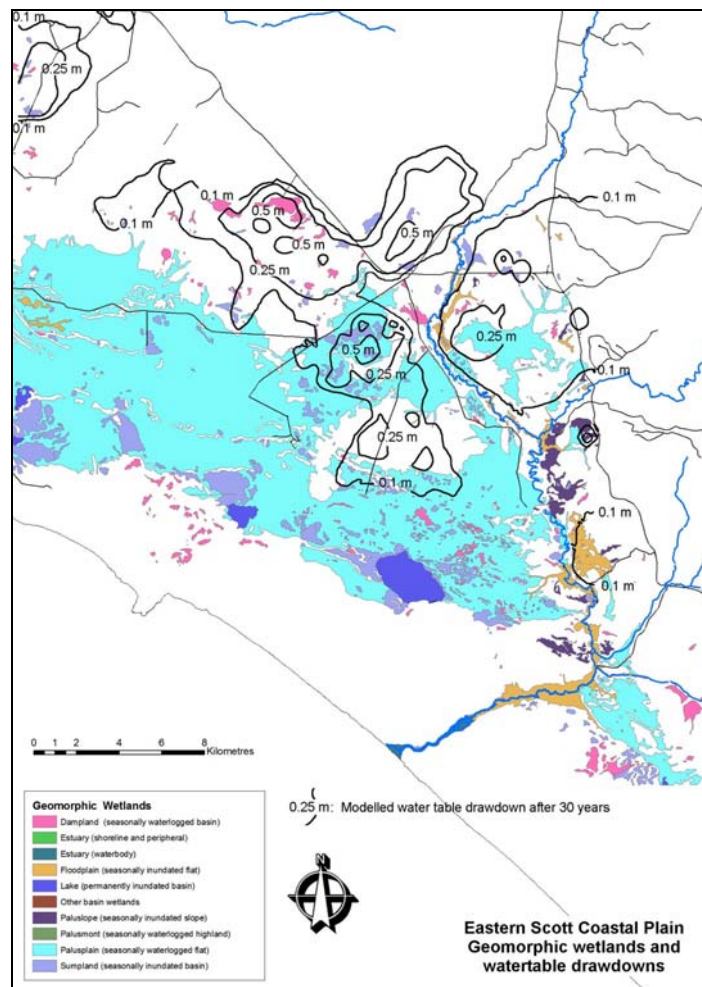 0.1 m
0.25 m
0.1 m
0.1 m
0.1 m
0.1 m
0.5 m
0.5 m
0.5 m
0.25 m
0.25 m
0.5 m
0.25 m
0.1 m
0.25 m
0.1 m
0.1 m
0.1 m
0 1 2 4 6 8
Kilometres
Geomorphic Wetlands
Dampland (seasonally waterlogged basin)
Estuary (shoreline and peripheral)
Estuary (waterbody)
Floodplain (seasonally inundated flat)
Lake (permanently inundated basin)
Other basin wetlands
Paluslope (seasonally inundated slope)
Palusmont (seasonally waterlogged highland)
Palusplain (seasonally waterlogged flat)
Sumpland (seasonally inundated basin)
0.25 m: Modelled water table drawdown after 30 years
N
Eastern Scott Coastal Plain
Geomorphic wetlands and
watertable drawdowns